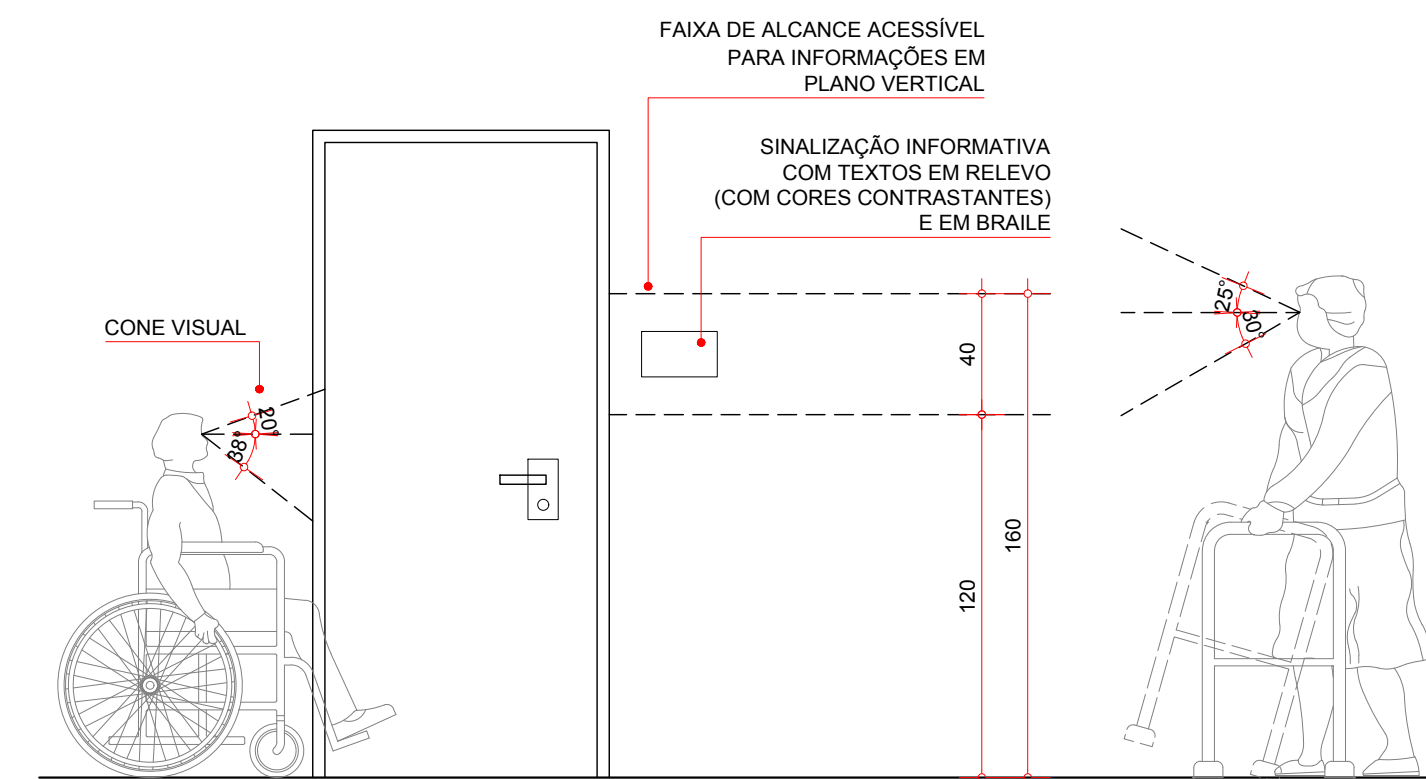 FAIXA DE ALCANCE ACESSÍVEL
PARA INFORMAÇÕES EM
PLANO VERTICAL
SINALIZAÇÃO INFORMATIVA
COM TEXTOS EM RELEVO
(COM CORES CONTRASTANTES)
E EM BRAILE
CONE VISUAL
20°
38°
25°
30°
40
160
120